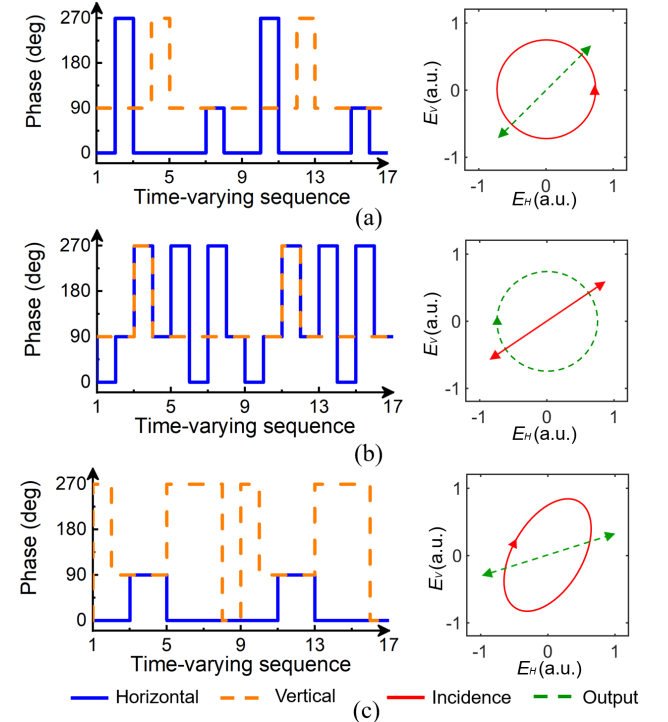 270
180
90
0
Phase (deg)
1 5 9 13 17
Time-varying sequence
1
0
-1
EV(a.u.)
-1 0 1
EH(a.u.)
(a)
270
180
90
0
Phase (deg)
1 5 9 13 17
Time-varying sequence
1
0
-1
EV(a.u.)
-1 0 1
EH(a.u.)
(b)
270
180
90
0
Phase (deg)
1 5 9 13 17
Time-varying sequence
1
0
-1
EV(a.u.)
-1 0 1
EH(a.u.)
Horizontal Vertical Incidence Output
(c)